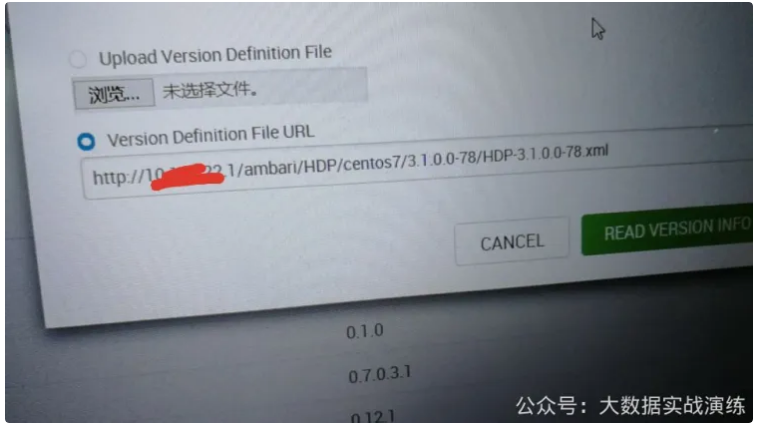 Upload Version Definition File
浏览... 未选择文件。
Version Definition File URL
http://10 22.1/ambari/HDP/centos7/3.1.0.0-78/HDP-3.1.0.0-78.xml
CANCEL
READ VERSION INFO
0.1.0
0.7.0.3.1
0.12.1
公众号：大数据实战演练